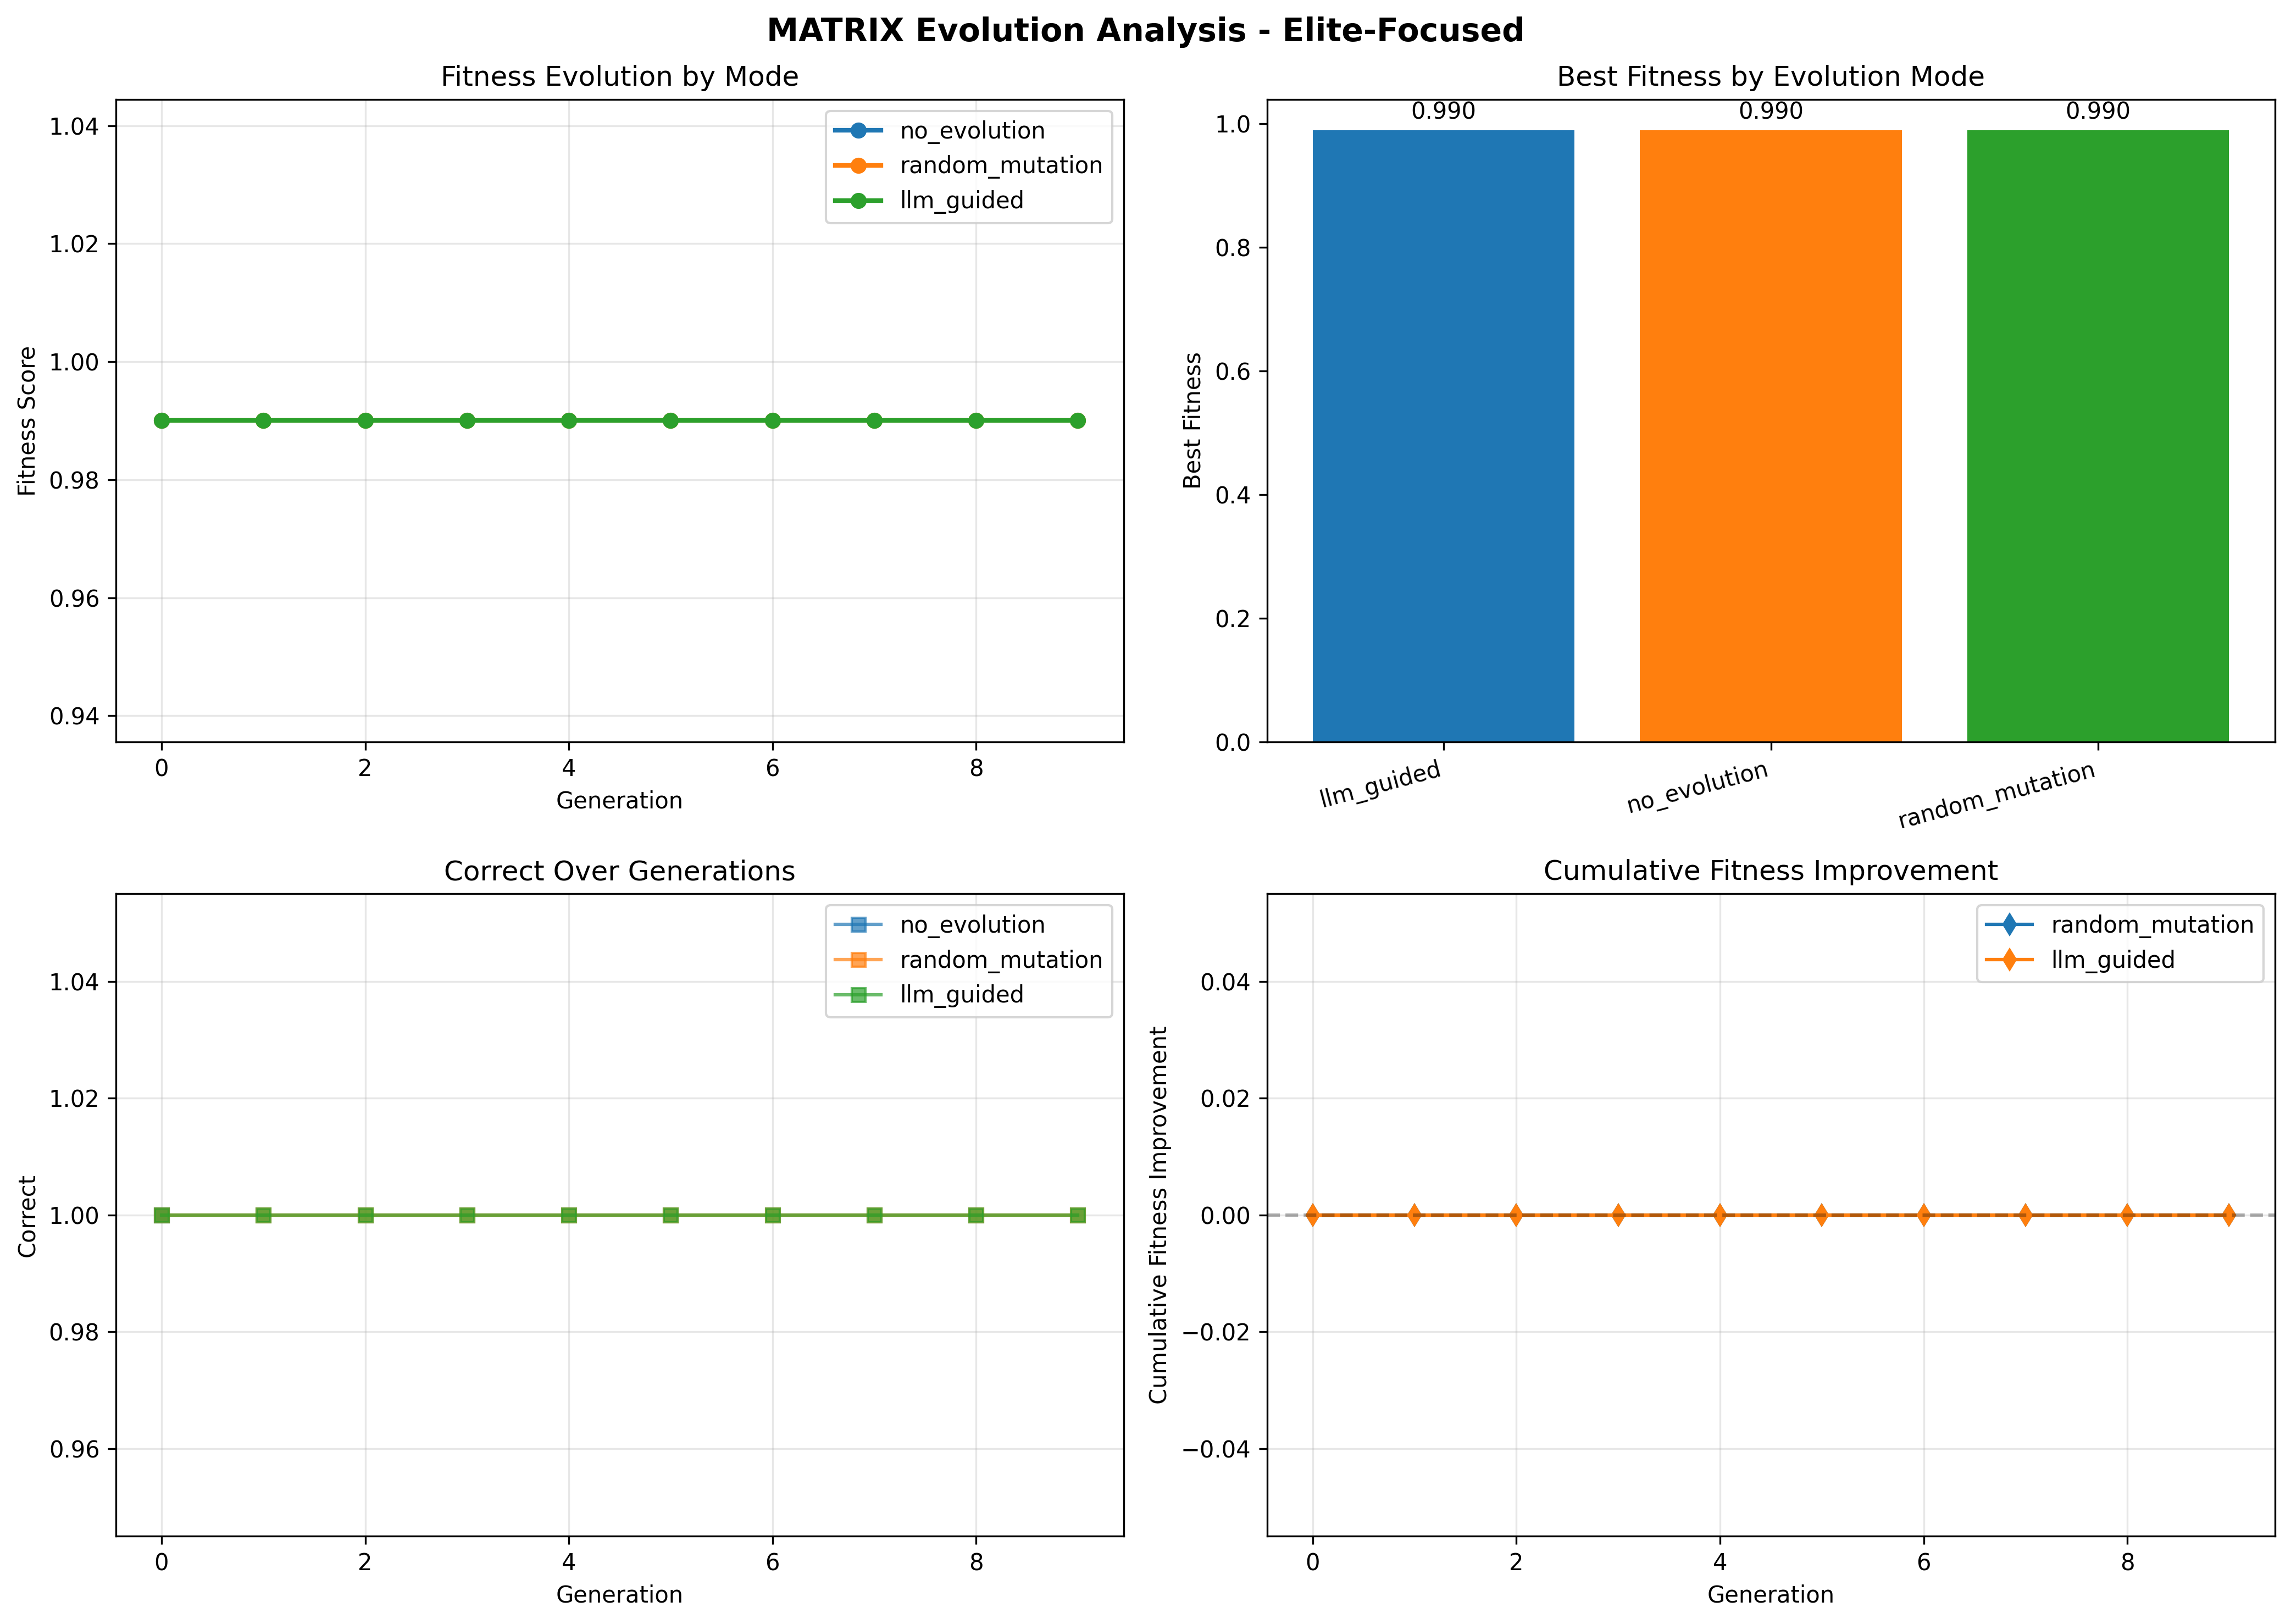 MATRIX Evolution Analysis - Elite-Focused
Fitness Evolution by Mode
1.04
1.02
1.00
0.98
0.96
0.94
Fitness Score
no_evolution
random_mutation
llm_guided
0
2
4
6
8
Generation
Best Fitness by Evolution Mode
0.990
0.990
0.990
1.0
0.8
0.6
0.4
0.2
0.0
Best Fitness
llm_guided
no_evolution
random_mutation
Correct Over Generations
1.04
1.02
1.00
0.98
0.96
Correct
no_evolution
random_mutation
llm_guided
0
2
4
6
8
Generation
Cumulative Fitness Improvement
0.04
0.02
0.00
−0.02
−0.04
Cumulative Fitness Improvement
random_mutation
llm_guided
0
2
4
6
8
Generation